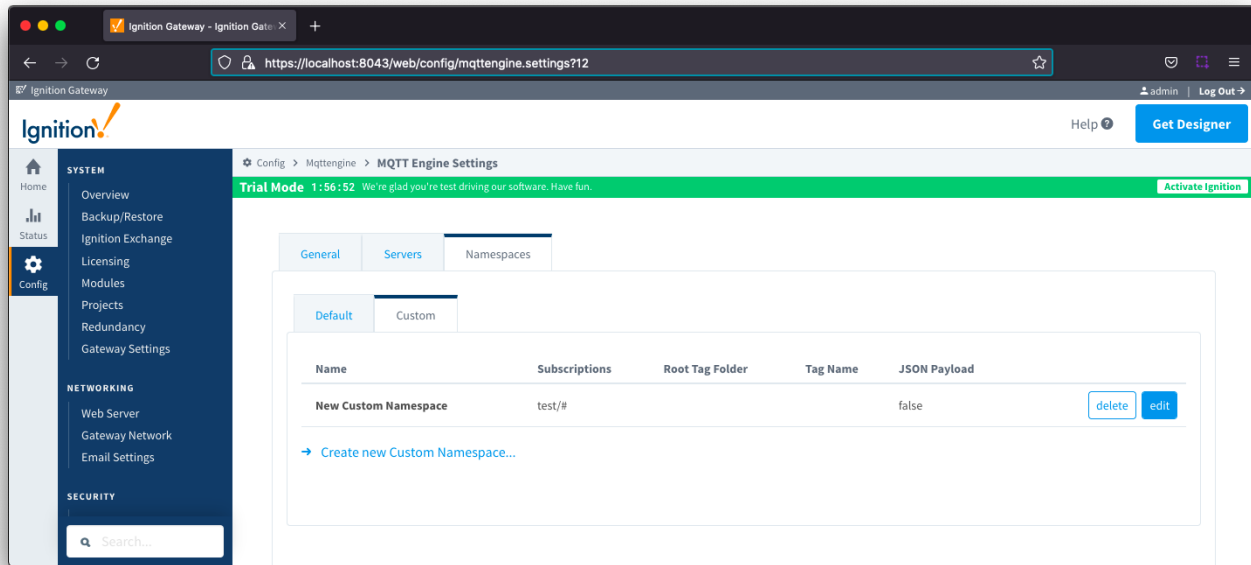 Ignition Gateway - Ignition Gate
https://localhost:8043/web/config/mqttengine.settings?12
Ignition Gateway
admin | Log Out
Ignition!
Help
Get Designer
Home
Status
Config
SYSTEM
Overview
Backup/Restore
Ignition Exchange
Licensing
Modules
Projects
Redundancy
Gateway Settings
NETWORKING
Web Server
Gateway Network
Email Settings
SECURITY
Search...
Config > Mqttengine > MQTT Engine Settings
Trial Mode 1:56:52 We're glad you're test driving our software. Have fun.
Activate Ignition
General Servers Namespaces
Default Custom
Name Subscriptions Root Tag Folder Tag Name JSON Payload
New Custom Namespace test/# false delete edit
→ Create new Custom Namespace...